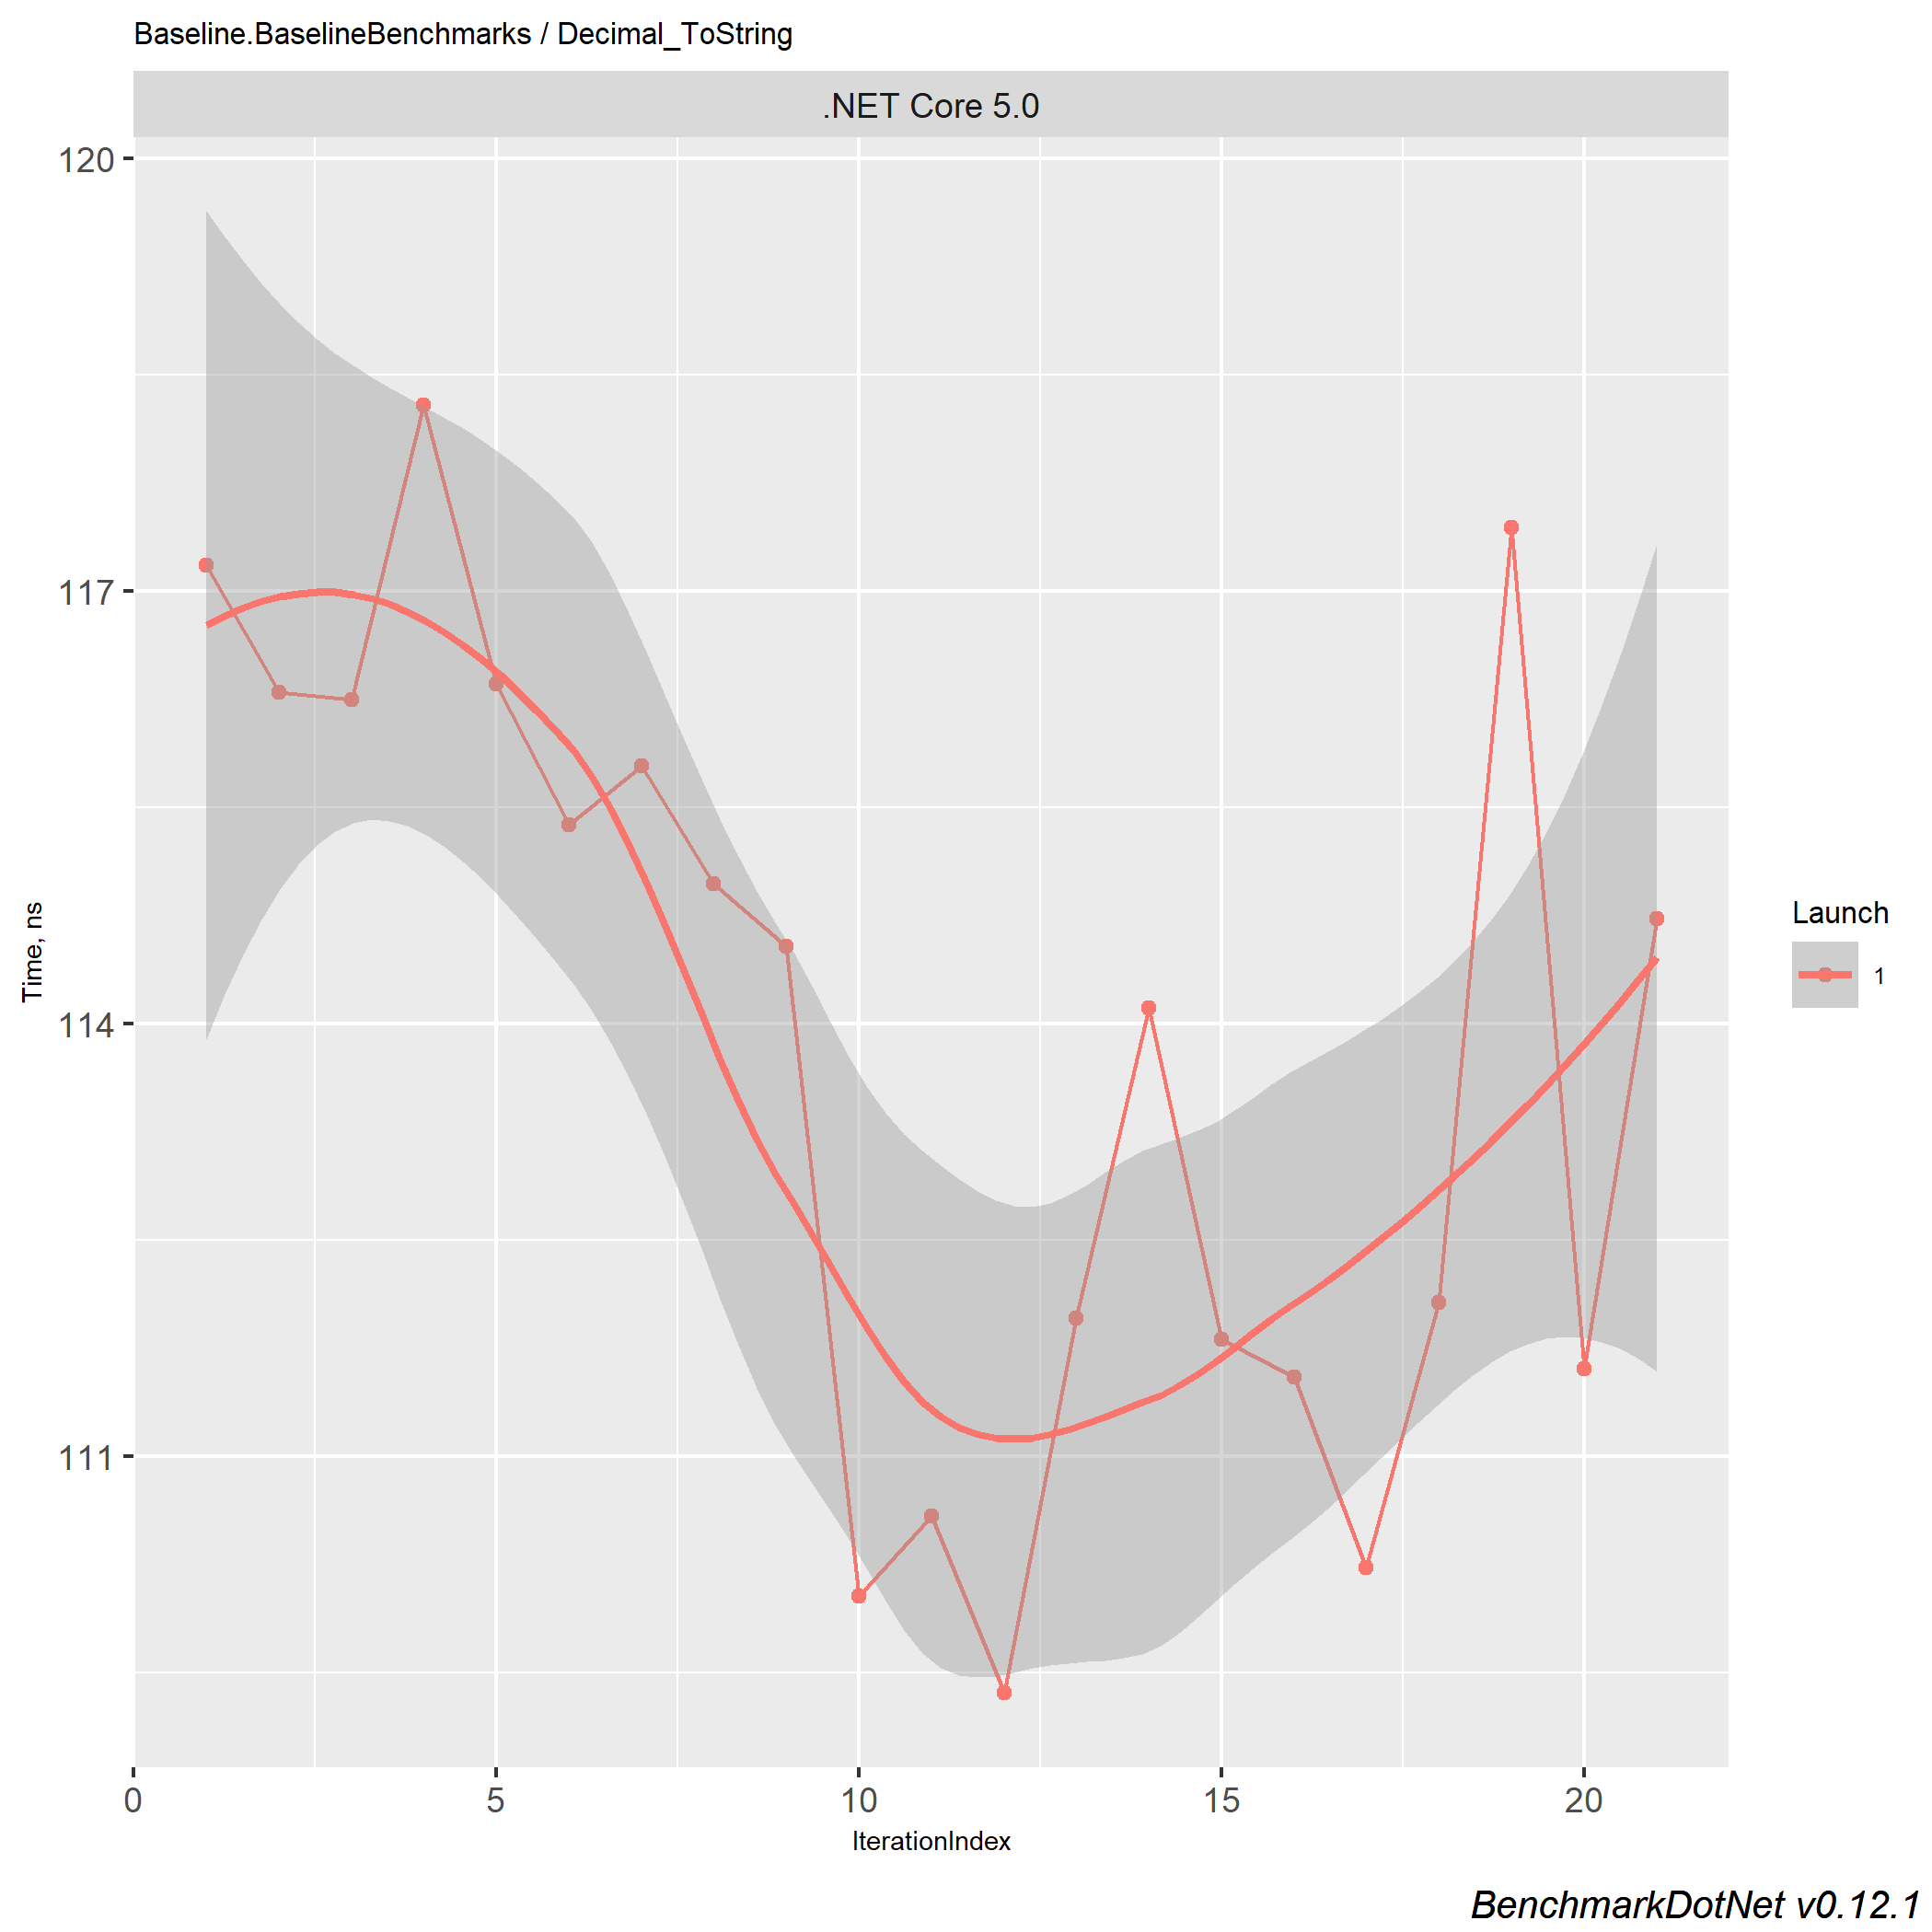 Baseline.BaselineBenchmarks / Decimal_ToString
.NET Core 5.0
120
117
114
111
Time, ns
0 5 10 15 20
IterationIndex
Launch
1
BenchmarkDotNet v0.12.1